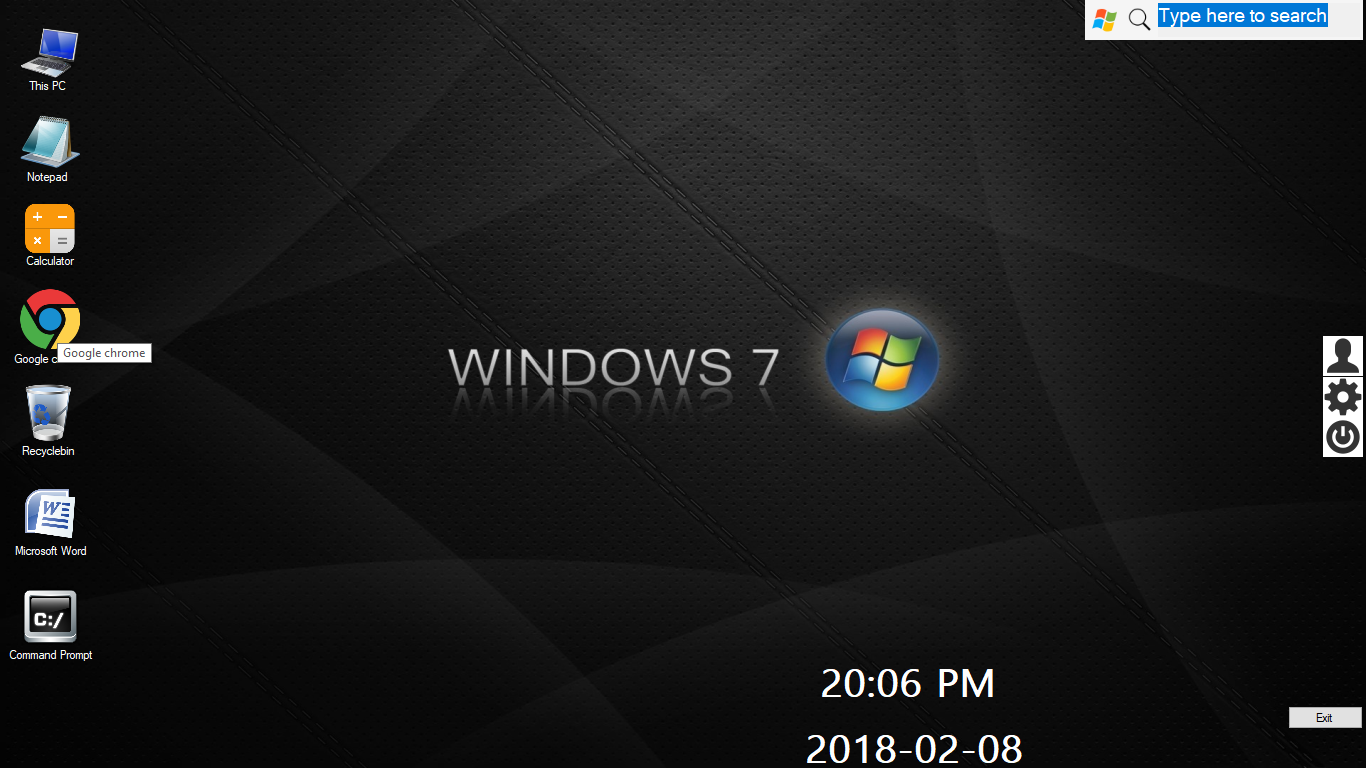 Type here to search
This PC
Notepad
Calculator
Google c
Google chrome
Recyclebin
Microsoft Word
C:/
Command Prompt
WINDOWS 7
20:06 PM
2018-02-08
Exit